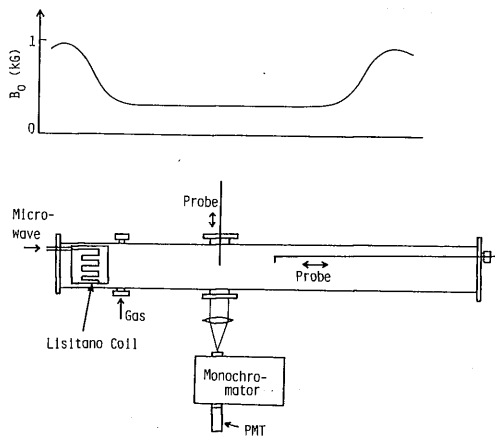 1
B₀ (kG)
0
Probe
Micro-
wave
Probe
Gas
Lisitano Coil
Monochro-
mator
PMT